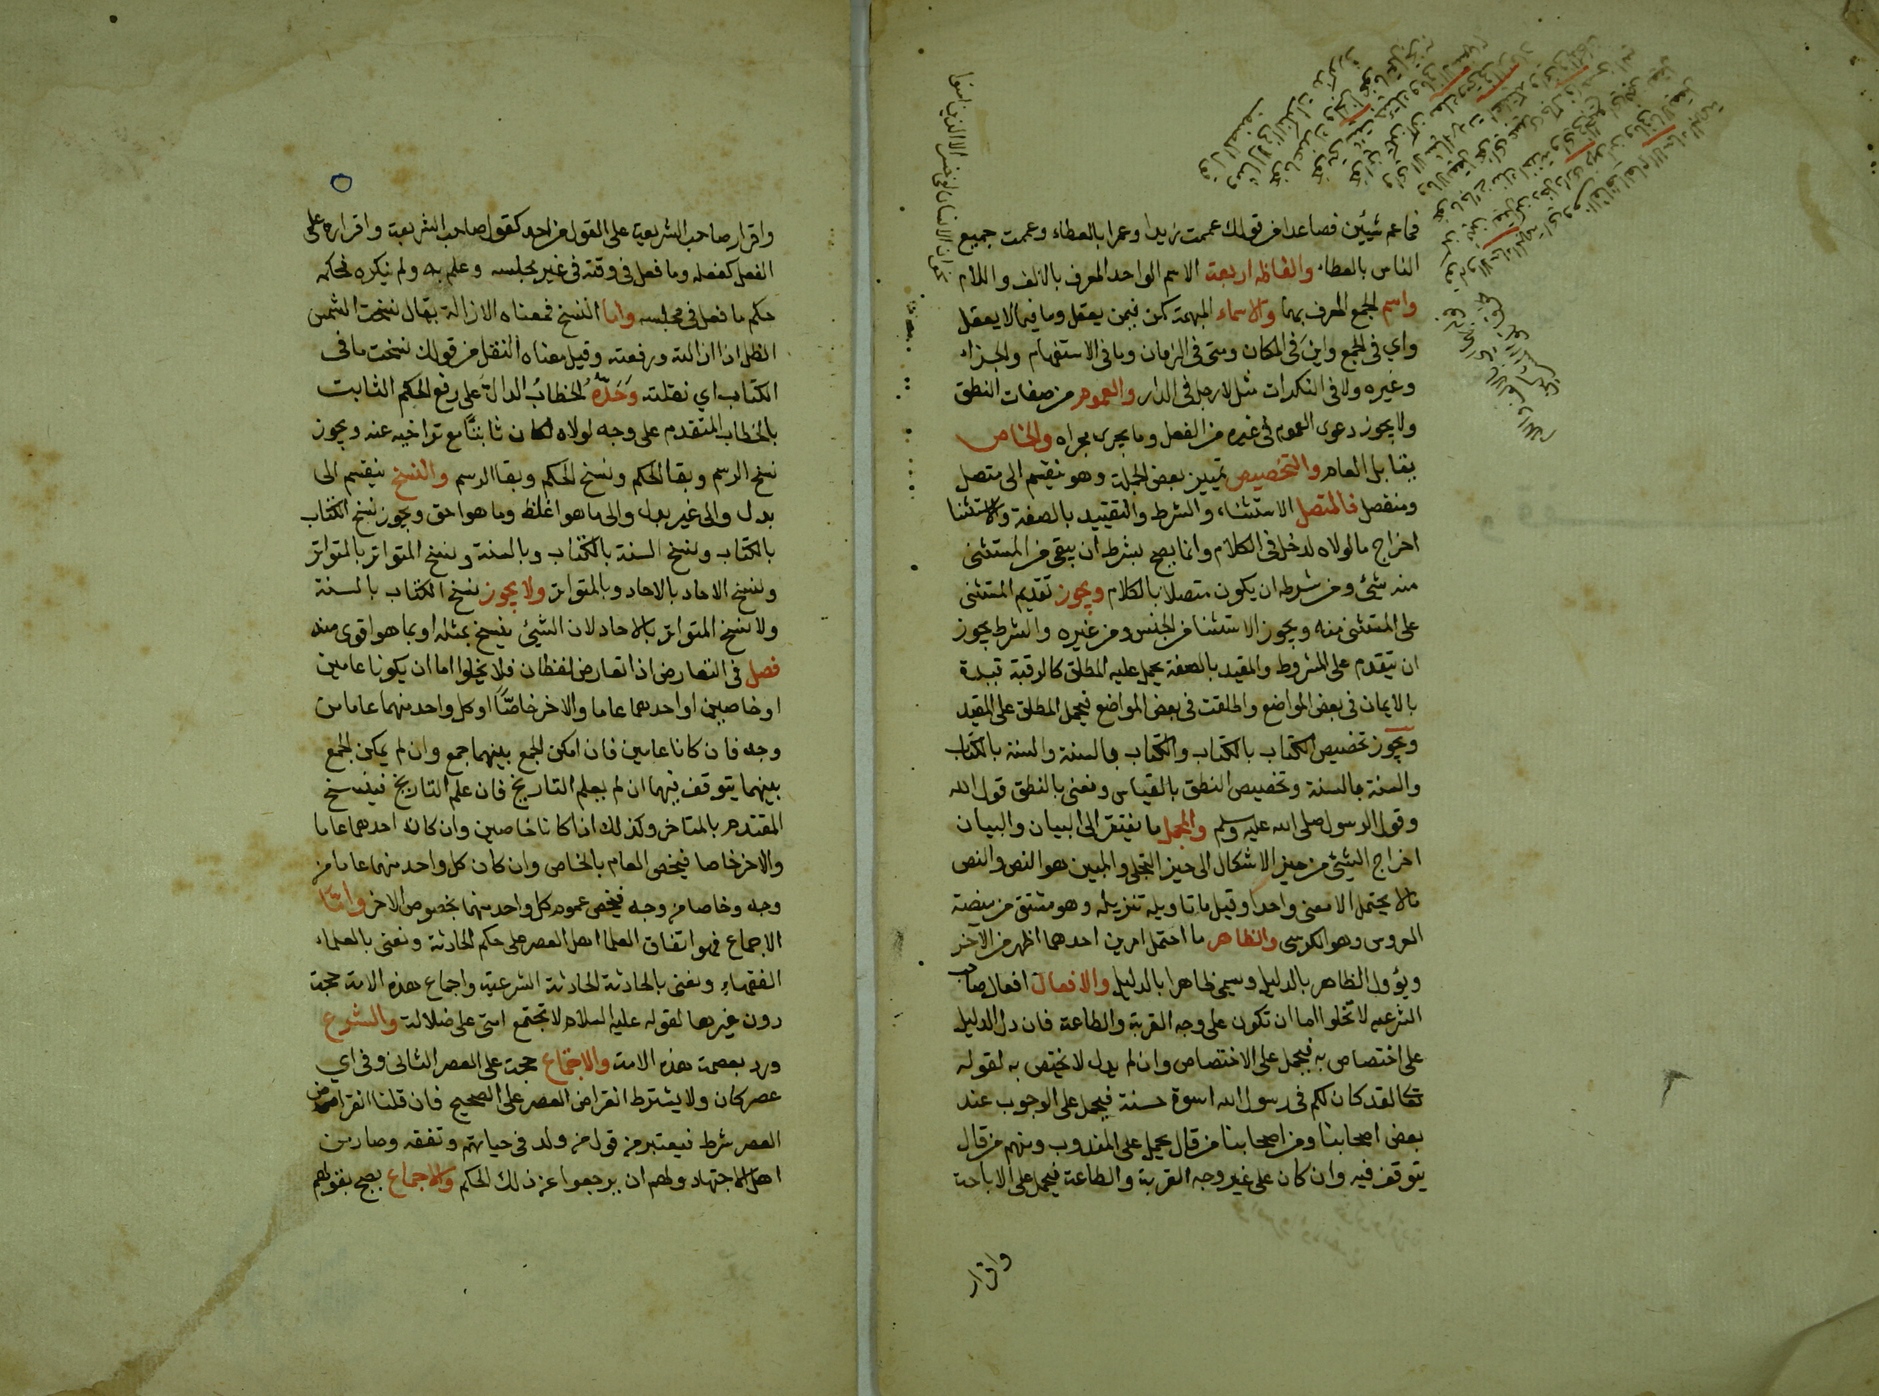 فماعم شيئين فصاعدا من قولك عممت زيدا وعمرا بالعطاء وعممت جميع
الناس بالعطاء والفاظه اربعة الاسم الواحد المعرف بالالف واللام
واسم الجمع المعرف بهما والاسماء المبهمة كمن فيمن يعقل وما فيما لا يعقل
واي في الجمع واين في المكان ومتى في الزمان وما في الاستفهام والجزاء
وغيره ولا في النكرات مثل لا رجل في الدار والعموم من صفات النطق
ولا يجوز دعوى العموم في غيره من الفعل وما يجري مجراه والخاص
يقابل العام والتخصيص تمييز بعض الجملة وهو ينقسم الى متصل
ومنفصل فالمتصل الاستثناء والشرط والتقييد بالصفة والاستثنا
اخراج ما لولاه لدخل في الكلام وانما يصح بشرط ان يبقى من المستثنى
منه شئ ومن شرطه ان يكون متصلا بالكلام ويجوز تقديم المستثنى
على المستثنى منه ويجوز الاستثنا من الجنس ومن غيره والشرط يجوز
ان يتقدم على المشروط والمقيد بالصفة يحمل عليه المطلق كالرقبة قيدة
بالايمان في بعض المواضع واطلقت في بعض المواضع فيحمل المطلق على المقيد
ويجوز تخصيص الكتاب بالكتاب والكتاب بالسنة والسنة بالكتاب
والسنة بالسنة وتخصيص النطق بالقياس ونعني بالنطق قول الله
وقول الرسول صلى الله عليه وسلم والمجمل ما يفتقر الى البيان والبيان
اخراج الشئ من حيز الاشكال الى حيز التجلي والمبين هو النص والنص
مالا يحتمل الا معنى واحدا وقيل ما تاويله تنزيله وهو مشتق من منصة
العروس وهو الكرسي والظاهر ما احتمل امرين احدهما اظهر من الآخر
ويؤول الظاهر بالدليل وسمى ظاهرا بالدليل والافعال افعال صاحب
الشرعيه لا تخلوا اما ان تكون على وجه القربة والطاعة فان دل الدليل
على اختصاص به فيحمل على الاختصاص وان لم يدل لا يختص به لقوله
تعالى لقد كان لكم في رسول الله اسوة حسنة فيحمل على الوجوب عند
بعض اصحابنا ومن اصحابنا من قال يحمل على المندوب ومنهم من قال
يتوقف فيه وان كان على غير وجه القربة والطاعة فيحمل على الاباحة
واقرار
واقرار صاحب الشريعة على القول من احد كقول صاحب الشريعة واقراره على
الفعل كفعله وما فعل في وقته في غير مجلسه وعلم به ولم ينكره فحكمه
حكم ما فعل في مجلسه واما النسخ فمعناه الازالة يقال نسخت الشمس
الظل اذا ازالته ورفعته وقيل معناه النقل من قولك نسخت ما في
الكتاب اي نقلته وحده الخطاب الدال على رفع الحكم الثابت
بالخطاب المتقدم على وجه لولاه لكان ثابتا مع تراخيه عنه ويجوز
نسخ الرسم وبقا الحكم ونسخ الحكم وبقا الرسم والنسخ ينقسم الى
بدل والى غير بدل والى ما هو اغلظ وما هو احق ويجوز نسخ الكتاب
بالكتاب ونسخ السنة بالكتاب وبالسنة ونسخ المتواتر بالمتواتر
ونسخ الاحاد بالاحاد وبالمتواتر ولا يجوز نسخ الكتاب بالسنة
ولا نسخ المتواتر بالاحاد لان الشئ ينسخ بمثله او بما هو اقوى منه
فصل في التعارض اذا تعارض لفظان فلا يخلوا اما ان يكونا عامين
او خاصين او احدهما عاما والاخر خاصا او كل واحد منهما عاما من
وجه فان كانا عامين فان امكن الجمع بينهما جمع وان لم يمكن الجمع
بينهما يتوقف فيهما ان لم يعلم التاريخ فان علم التاريخ فينسخ
المقتدم بالمتاخر وكذلك اذا كانا خاصين وان كان احدهما عاما
والاخر خاصا فيخص العام بالخاص وان كان كل واحد منهما عاما من
وجه وخاصا من وجه فيخص عموم كل واحد منهما بخصوص الاخر واما
الاجماع فهو اتفاق العلما اهل العصر على حكم الحادثة ونعني بالعلماء
الفقهاء ونعني بالحادثة الحادثة الشرعية واجماع هذه الامة حجة
دون غيرها لقوله عليه السلام لا تجتمع امتي على ضلالة والشرع
ورد بعصمت هذه الامة والاجماع حجة على العصر الثاني وفي اي
عصر كان ولا يشترط انقراض العصر على الصحيح فان قلنا انقراض
العصر شرط فيعتبر من قوله من ولد في حياتهم وتفقه وصار من
اهل الاجتهاد ولهم ان يرجعوا عن ذلك الحكم والاجماع يصح بقولهم